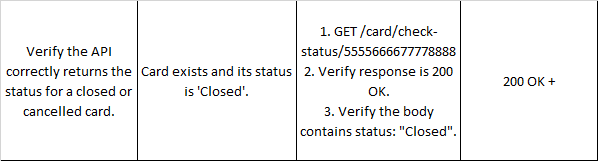 Verify the API
correctly returns the
status for a closed or
cancelled card.
Card exists and its status
is 'Closed'.
1. GET /card/check-
status/5555666677778888
2. Verify response is 200
OK.
3. Verify the body
contains status: "Closed".
200 OK +